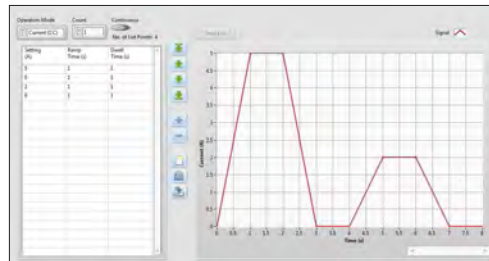 Operation Mode
Count
Continuous
Current (CC)
1
No. of List Points 4
Setting (A)
Ramp Time (s)
Dwell Time (s)
5 1 1
0 1 1
2 1 1
0 1 1
Signal
Current (A)
5
4.5
4
3.5
3
2.5
2
1.5
1
0.5
0
0 0.5 1 1.5 2 2.5 3 3.5 4 4.5 5 5.5 6 6.5 7 7.5 8
Time (s)